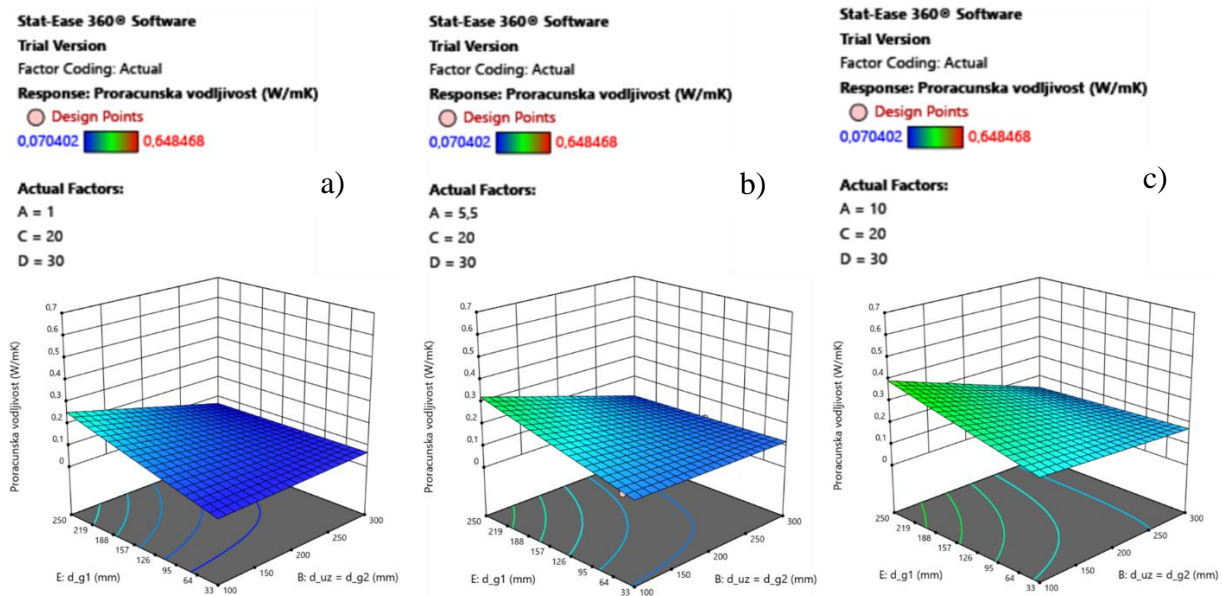 Stat-Ease 360® Software
Trial Version
Factor Coding: Actual
Response: Proracunska vodljivost (W/mK)
Design Points
0,070402 0,648468
a)
Actual Factors:
A = 1
C = 20
D = 30
0.7
0.6
0.5
0.4
0.3
0.2
0.1
0
Proracunska vodljivost (W/mK)
250
219
188
157
126
95
64
33
100
150
200
250
300
E: d_g1 (mm)
B: d_uz = d_g2 (mm)
Stat-Ease 360® Software
Trial Version
Factor Coding: Actual
Response: Proracunska vodljivost (W/mK)
Design Points
0,070402 0,648468
b)
Actual Factors:
A = 5,5
C = 20
D = 30
0.7
0.6
0.5
0.4
0.3
0.2
0.1
0
Proracunska vodljivost (W/mK)
250
219
188
157
126
95
64
33
100
150
200
250
300
E: d_g1 (mm)
B: d_uz = d_g2 (mm)
Stat-Ease 360® Software
Trial Version
Factor Coding: Actual
Response: Proracunska vodljivost (W/mK)
Design Points
0,070402 0,648468
c)
Actual Factors:
A = 10
C = 20
D = 30
0.7
0.6
0.5
0.4
0.3
0.2
0.1
0
Proracunska vodljivost (W/mK)
250
219
188
157
126
95
64
33
100
150
200
250
300
E: d_g1 (mm)
B: d_uz = d_g2 (mm)